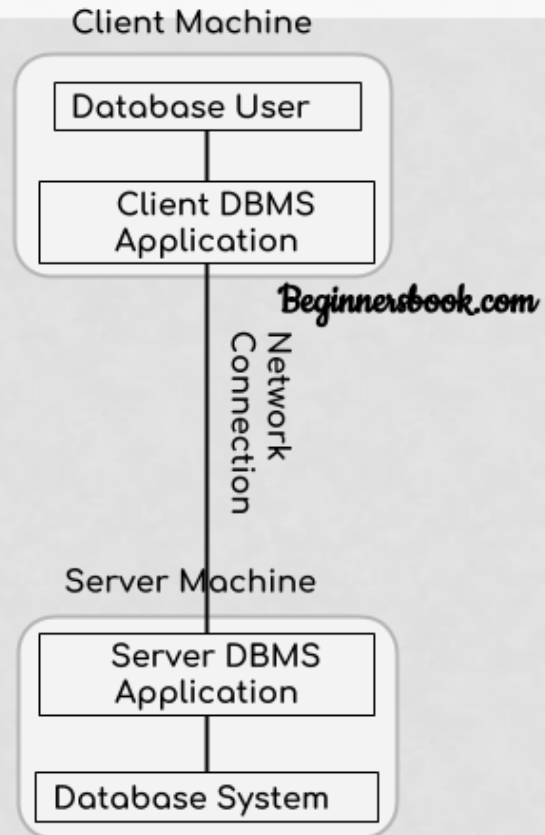 Client Machine
Database User
Client DBMS
Application
Beginnersbook.com
Network
Connection
Server Machine
Server DBMS
Application
Database System